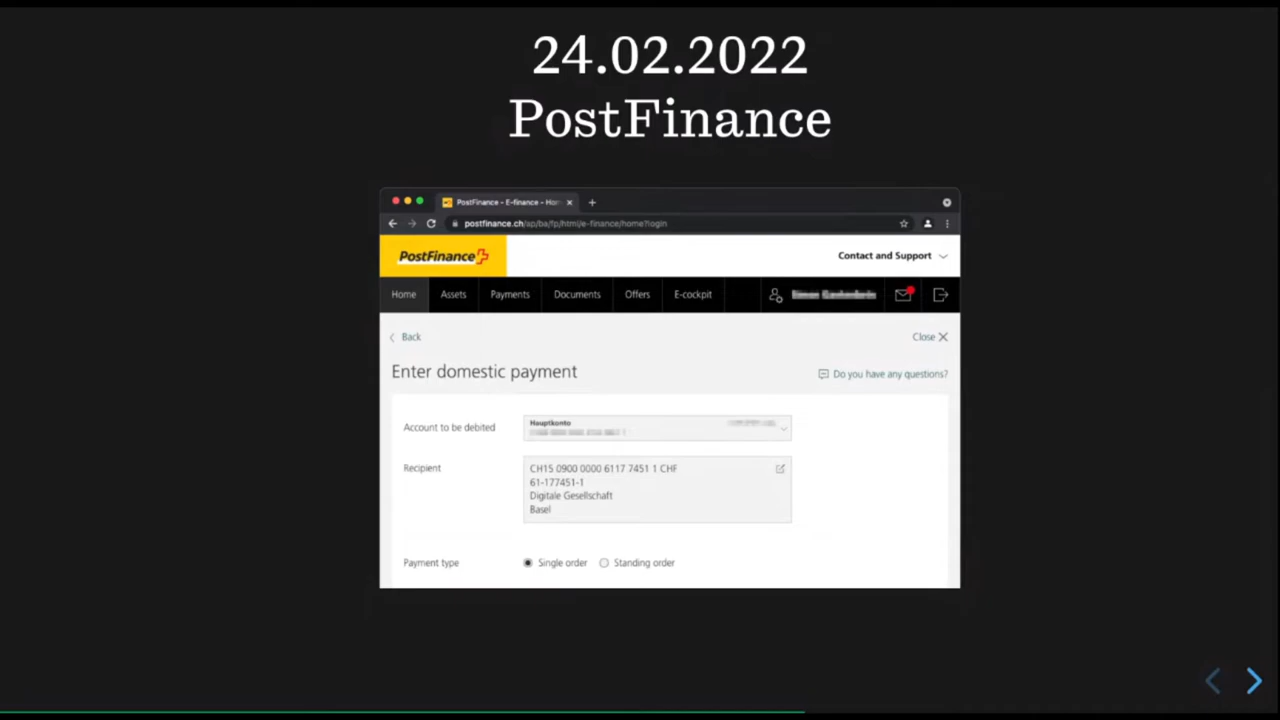 24.02.2022
PostFinance
PostFinance - E-finance - Hom
postfinance.ch/ap/ba/fp/html/e-finance/home?login
PostFinance
Contact and Support
Home Assets Payments Documents Offers E-cockpit
Back Close
Enter domestic payment Do you have any questions?
Account to be debited Hauptkonto
Recipient CH15 0900 0000 6117 7451 1 CHF
61-177451-1
Digitale Gesellschaft
Basel
Payment type Single order Standing order